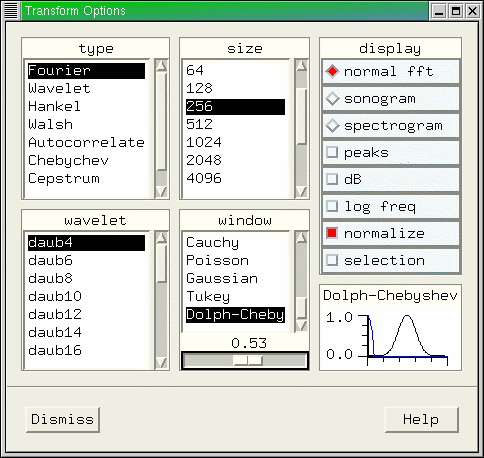 Transform Options
type
Fourier
Wavelet
Hankel
Walsh
Autocorrelate
Chebychev
Cepstrum
size
64
128
256
512
1024
2048
4096
display
normal fft
sonogram
spectrogram
peaks
dB
log freq
normalize
selection
wavelet
daub4
daub6
daub8
daub10
daub12
daub14
daub16
window
Cauchy
Poisson
Gaussian
Tukey
Dolph-Cheby
0.53
Dolph-Chebyshev
1.0
0.0
Dismiss
Help